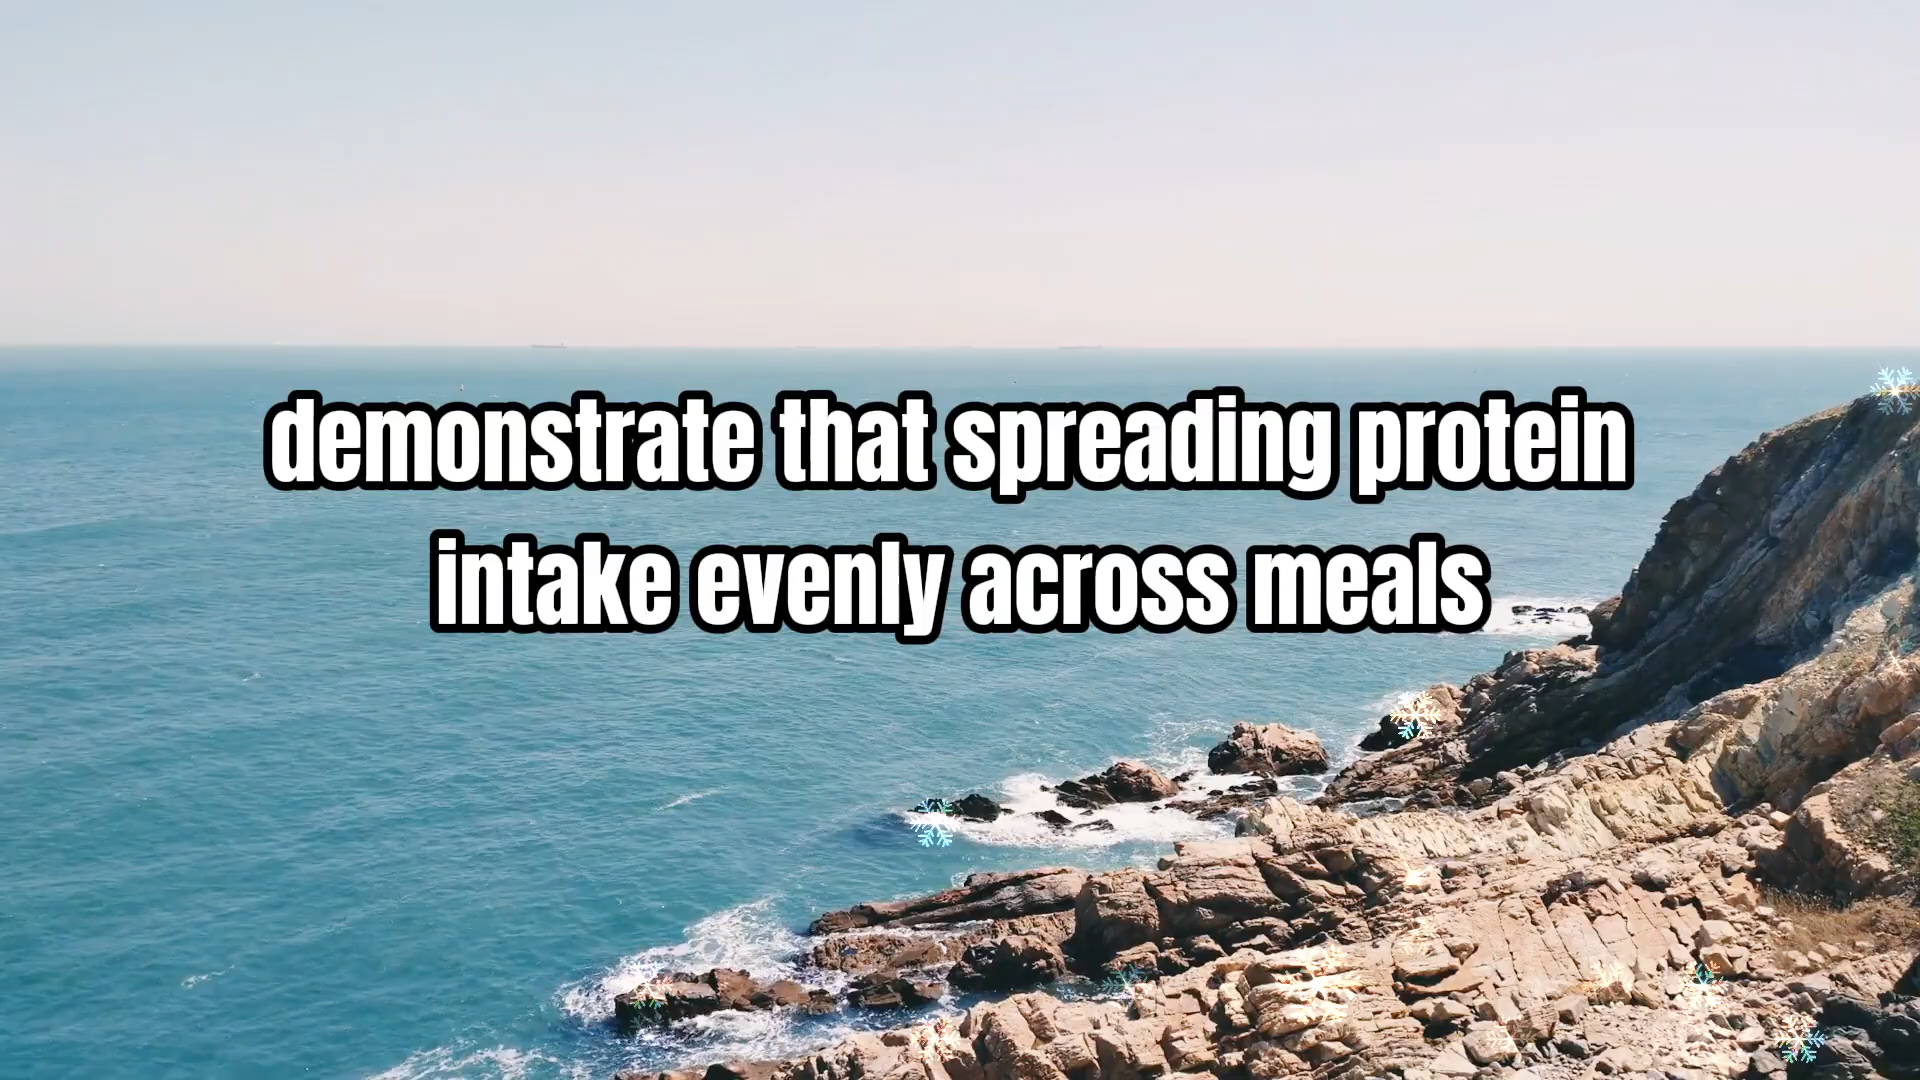 demonstrate that spreading protein
intake evenly across meals